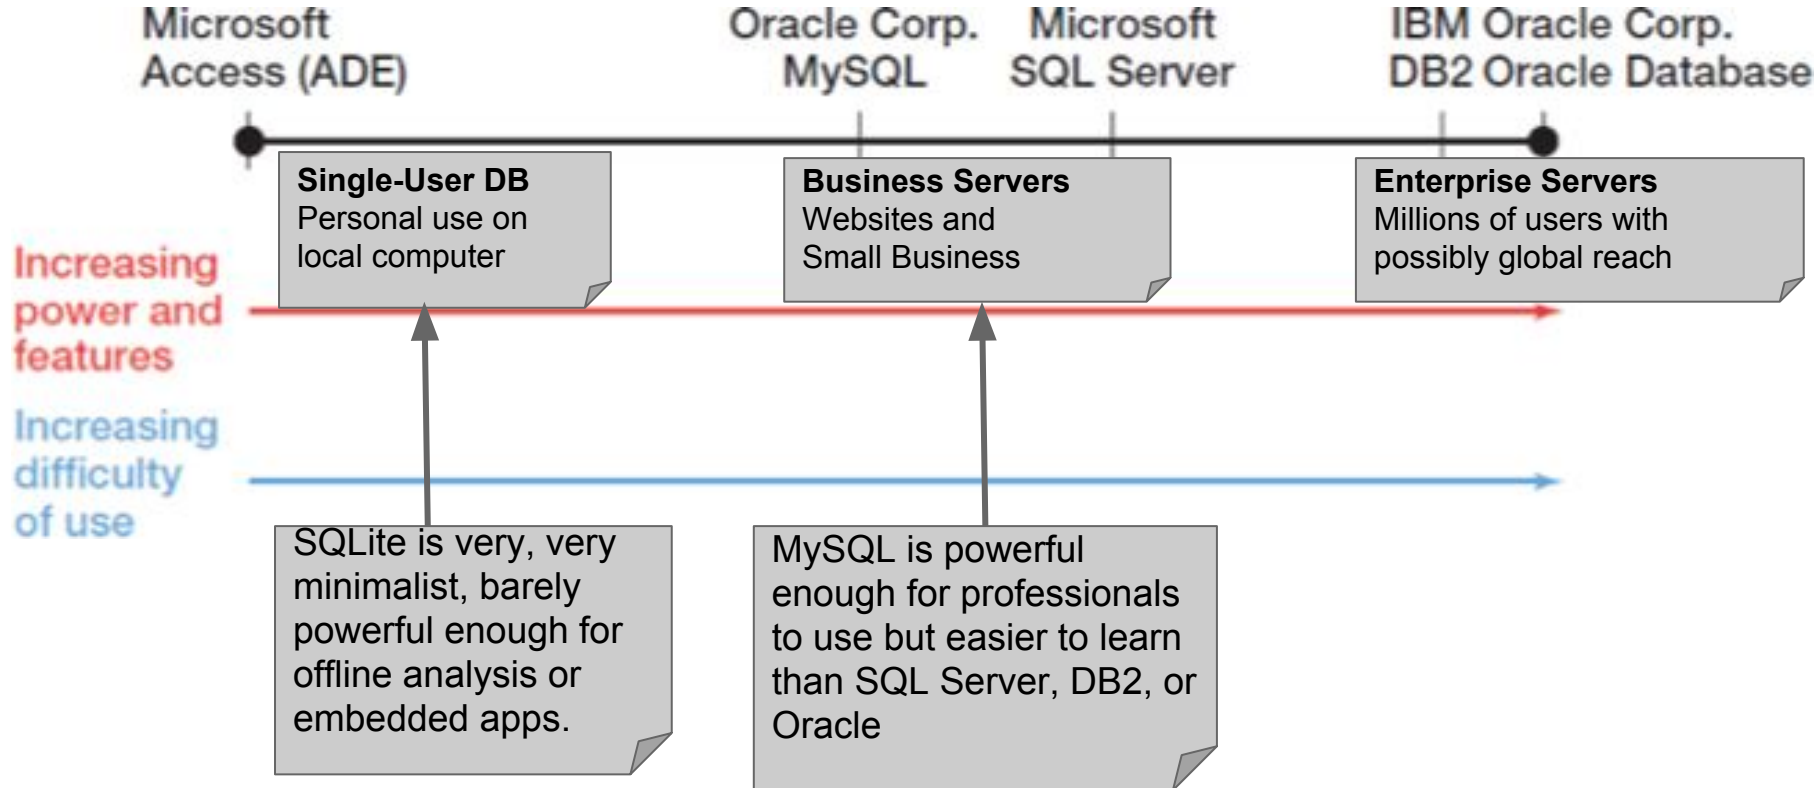 Microsoft
Access (ADE)
Oracle Corp.
MySQL
Microsoft
SQL Server
IBM Oracle Corp.
DB2 Oracle Database
Single-User DB
Personal use on
local computer
Business Servers
Websites and
Small Business
Enterprise Servers
Millions of users with
possibly global reach
Increasing
power and
features
Increasing
difficulty
of use
SQLite is very, very
minimalist, barely
powerful enough for
offline analysis or
embedded apps.
MySQL is powerful
enough for professionals
to use but easier to learn
than SQL Server, DB2, or
Oracle